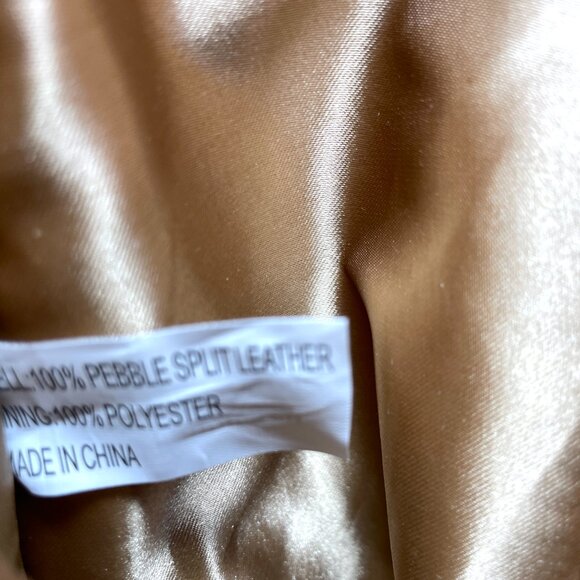 ELL:100% PEBBLE SPLIT LEATHER
NING:100% POLYESTER
MADE IN CHINA